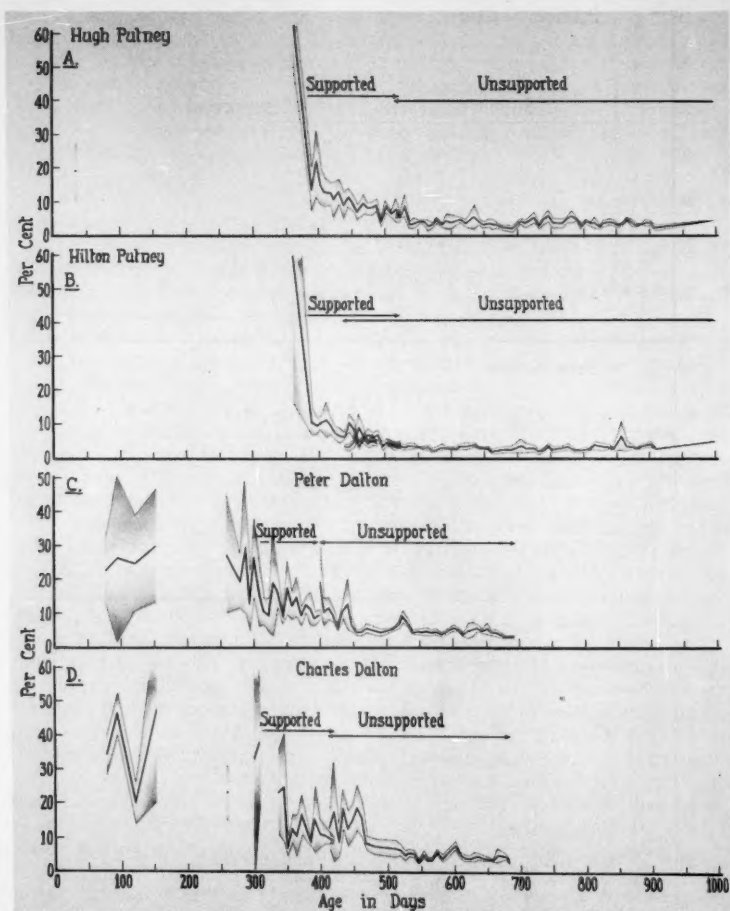 Hugh Putney
A.
60
50
40
30
20
10
0
Supported
Unsupported
Per Cent
Hilton Putney
B.
60
50
40
30
20
10
0
Supported
Unsupported
C.
Peter Dalton
50
40
30
20
10
0
Supported
Unsupported
Per Cent
D.
Charles Dalton
60
50
40
30
20
10
0
Supported
Unsupported
0 100 200 300 400 500 600 700 800 900 1000
Age in Days